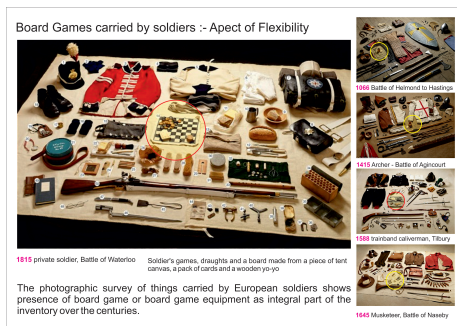 Board Games carried by soldiers :- Apect of Flexibility
1066 Battle of Helmond to Hastings
1415 Archer - Battle of Agincourt
1588 trainband caliverman, Tilbury
1645 Musketeer, Battle of Naseby
1815 private soldier, Battle of Waterloo
Soldier's games, draughts and a board made from a piece of tent
canvas, a pack of cards and a wooden yo-yo
The photographic survey of things carried by European soldiers shows
presence of board game or board game equipment as integral part of the
inventory over the centuries.